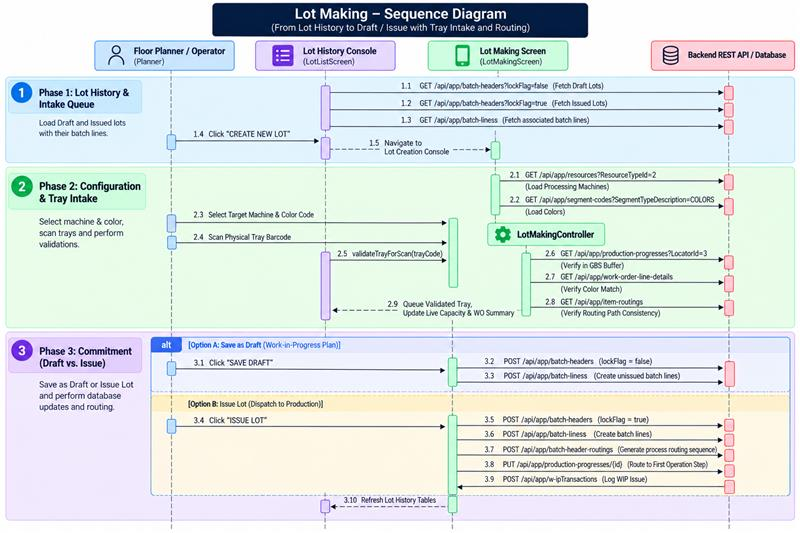 Lot Making – Sequence Diagram
(From Lot History to Draft / Issue with Tray Intake and Routing)
Floor Planner / Operator
(Planner)
Lot History Console
(LotListScreen)
Lot Making Screen
(LotMakingScreen)
Backend REST API / Database
1
Phase 1: Lot History &
Intake Queue
Load Draft and Issued lots
with their batch lines.
1.1 GET /api/app/batch-headers?lockFlag=false (Fetch Draft Lots)
1.2 GET /api/app/batch-headers?lockFlag=true (Fetch Issued Lots)
1.3 GET /api/app/batch-liness (Fetch associated batch lines)
1.4 Click "CREATE NEW LOT"
1.5 Navigate to
Lot Creation Console
2
Phase 2: Configuration
& Tray Intake
Select machine & color,
scan trays and perform
validations.
2.1 GET /api/app/resources?ResourceTypeId=2
(Load Processing Machines)
2.2 GET /api/app/segment-codes?SegmentTypeDescription=COLORS
(Load Colors)
2.3 Select Target Machine & Color Code
2.4 Scan Physical Tray Barcode
LotMakingController
2.5 validateTrayForScan(trayCode)
2.6 GET /api/app/production-progresses?LocatorId=3
(Verify in GBS Buffer)
2.7 GET /api/app/work-order-line-details
(Verify Color Match)
2.8 GET /api/app/item-routings
(Verify Routing Path Consistency)
2.9 Queue Validated Tray,
Update Live Capacity & WO Summary
3
Phase 3: Commitment
(Draft vs. Issue)
Save as Draft or Issue Lot
and perform database
updates and routing.
alt [Option A: Save as Draft (Work-in-Progress Plan)]
3.1 Click "SAVE DRAFT"
3.2 POST /api/app/batch-headers (lockFlag = false)
3.3 POST /api/app/batch-liness (Create unissued batch lines)
[Option B: Issue Lot (Dispatch to Production)]
3.4 Click "ISSUE LOT"
3.5 POST /api/app/batch-headers (lockFlag = true)
3.6 POST /api/app/batch-liness (Create batch lines)
3.7 POST /api/app/batch-header-routings (Generate process routing sequence)
3.8 PUT /api/app/production-progresses/{id} (Route to First Operation Step)
3.9 POST /api/app/w-ipTransactions (Log WIP Issue)
3.10 Refresh Lot History Tables